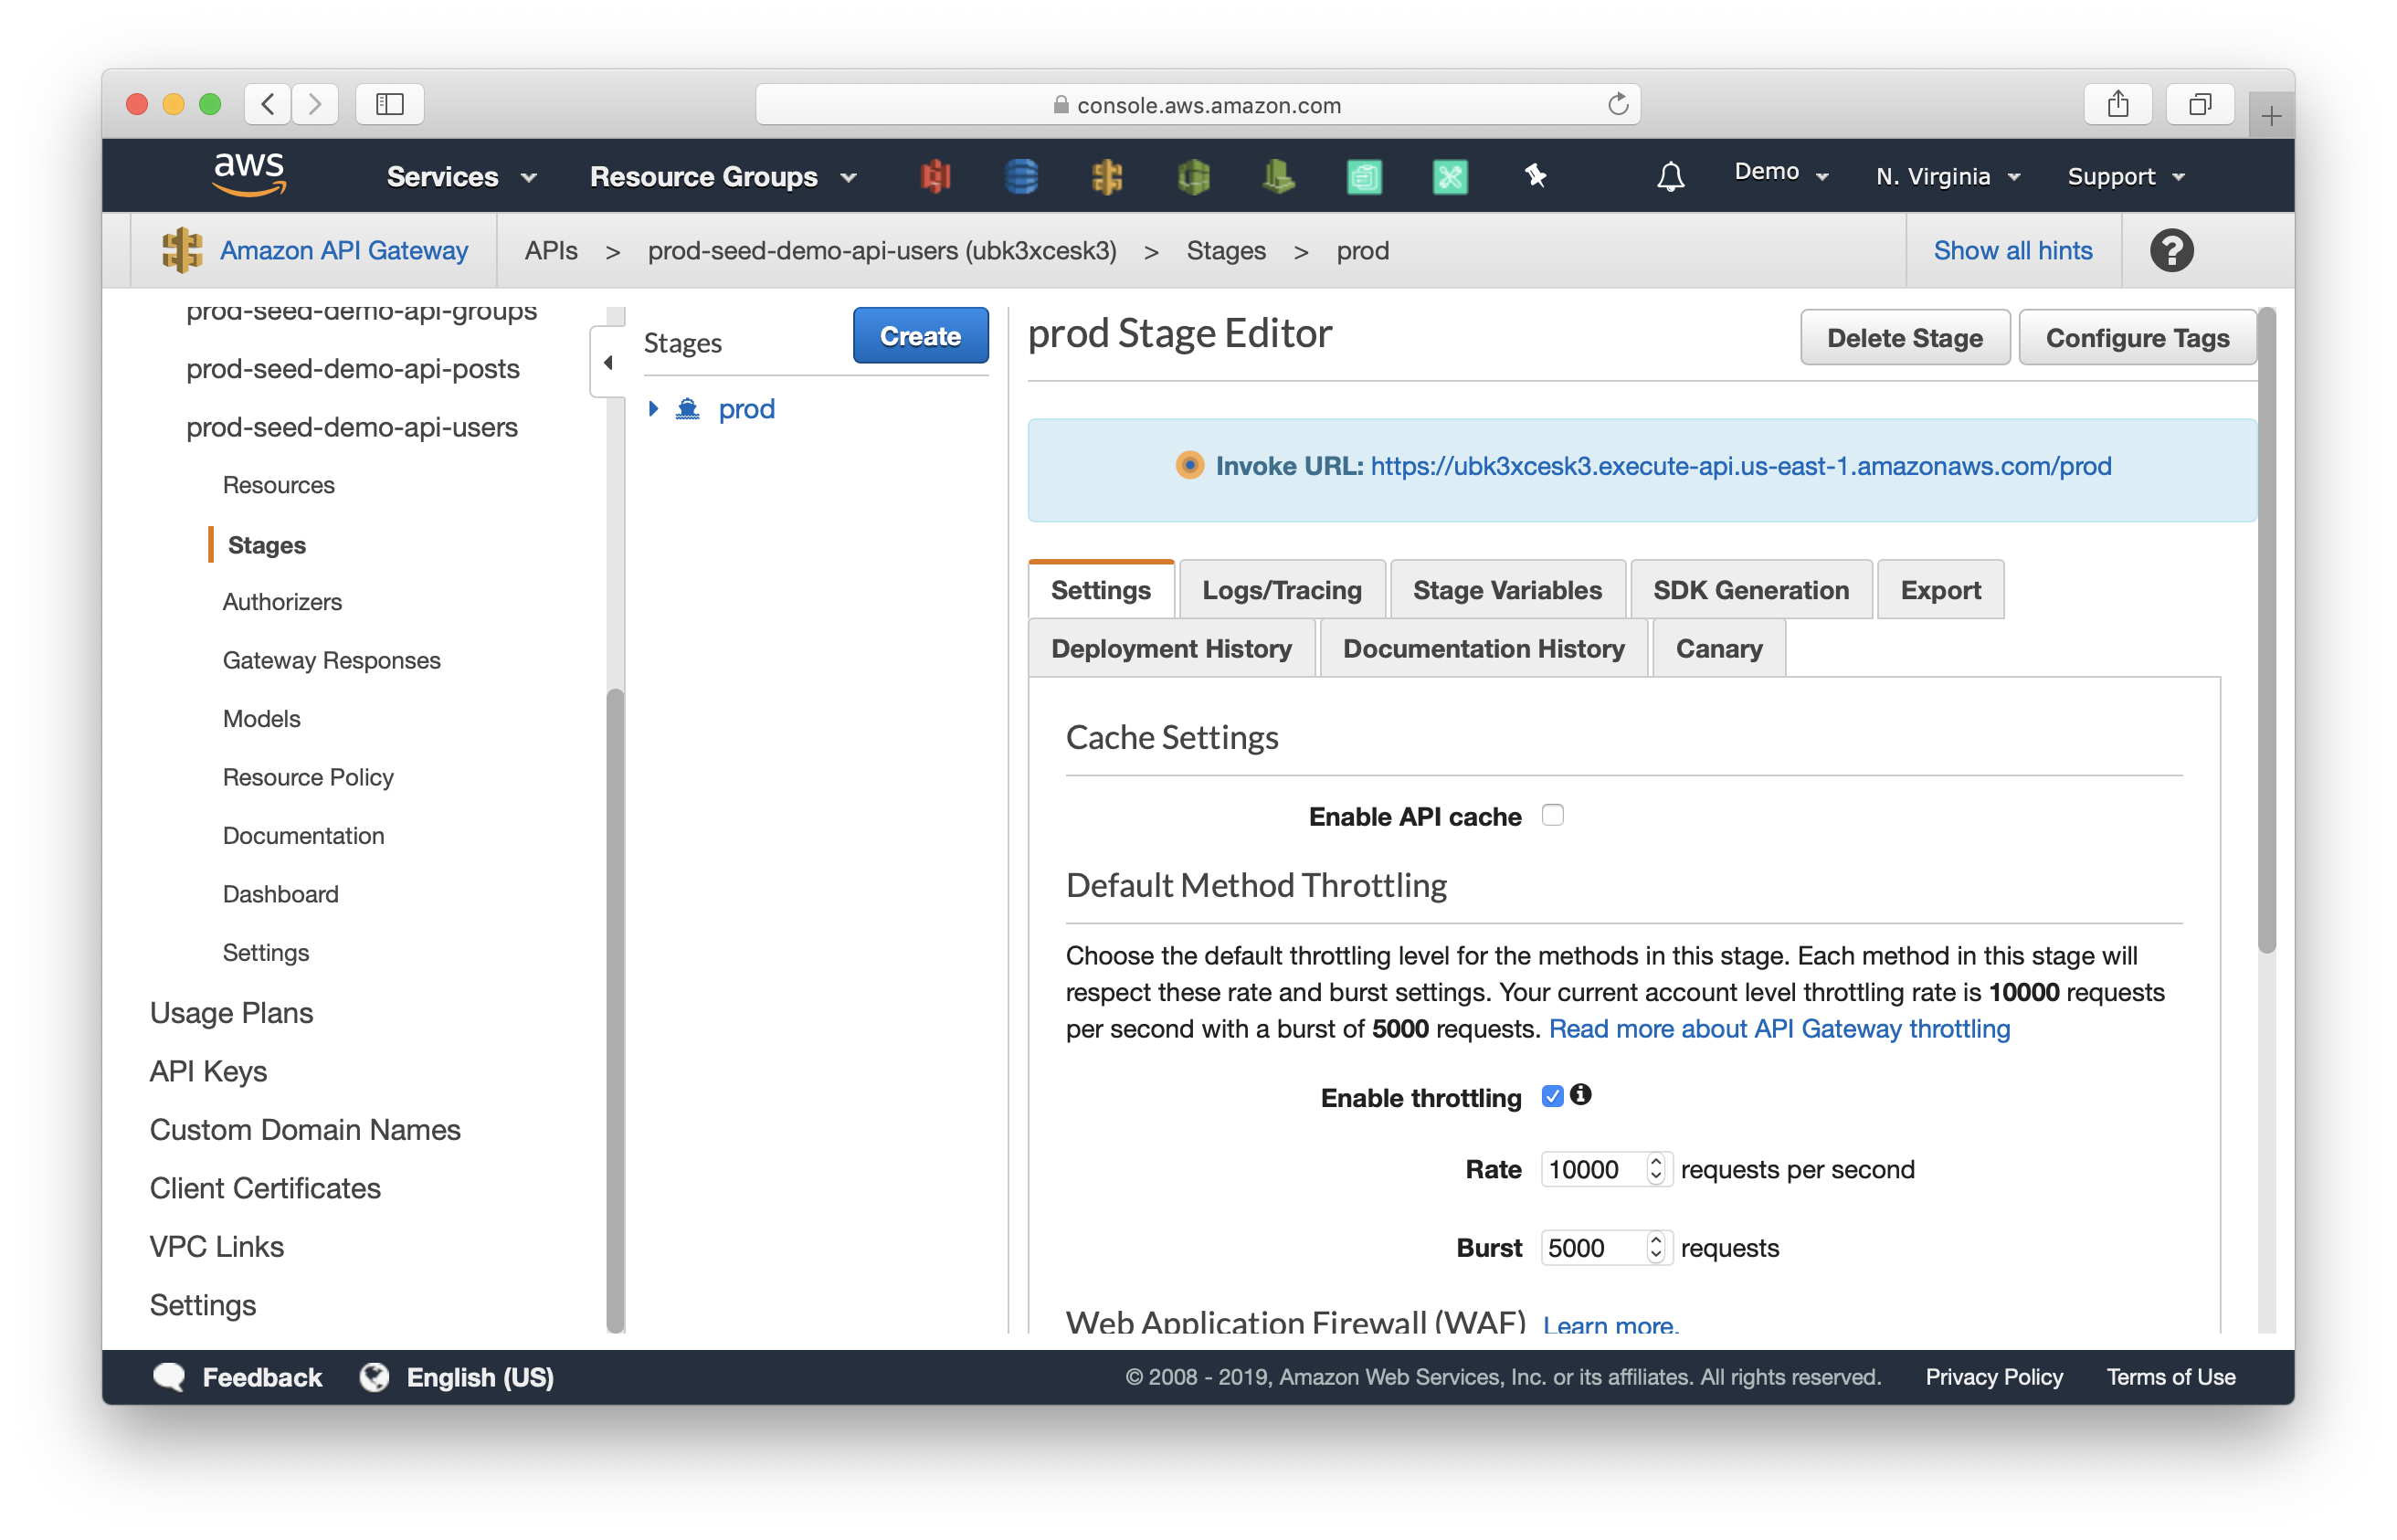 console.aws.amazon.com
aws Services Resource Groups Demo N. Virginia Support
Amazon API Gateway APIs > prod-seed-demo-api-users (ubk3xcesk3) > Stages > prod Show all hints ?
prod-seed-demo-api-groups
prod-seed-demo-api-posts
prod-seed-demo-api-users
Resources
Stages
Authorizers
Gateway Responses
Models
Resource Policy
Documentation
Dashboard
Settings
Usage Plans
API Keys
Custom Domain Names
Client Certificates
VPC Links
Settings
Stages Create
prod
prod Stage Editor Delete Stage Configure Tags
Invoke URL: https://ubk3xcesk3.execute-api.us-east-1.amazonaws.com/prod
Settings Logs/Tracing Stage Variables SDK Generation Export
Deployment History Documentation History Canary
Cache Settings
Enable API cache
Default Method Throttling
Choose the default throttling level for the methods in this stage. Each method in this stage will
respect these rate and burst settings. Your current account level throttling rate is 10000 requests
per second with a burst of 5000 requests. Read more about API Gateway throttling
Enable throttling
Rate 10000 requests per second
Burst 5000 requests
Web Application Firewall (WAF) Learn more.
Feedback English (US) © 2008 - 2019, Amazon Web Services, Inc. or its affiliates. All rights reserved. Privacy Policy Terms of Use